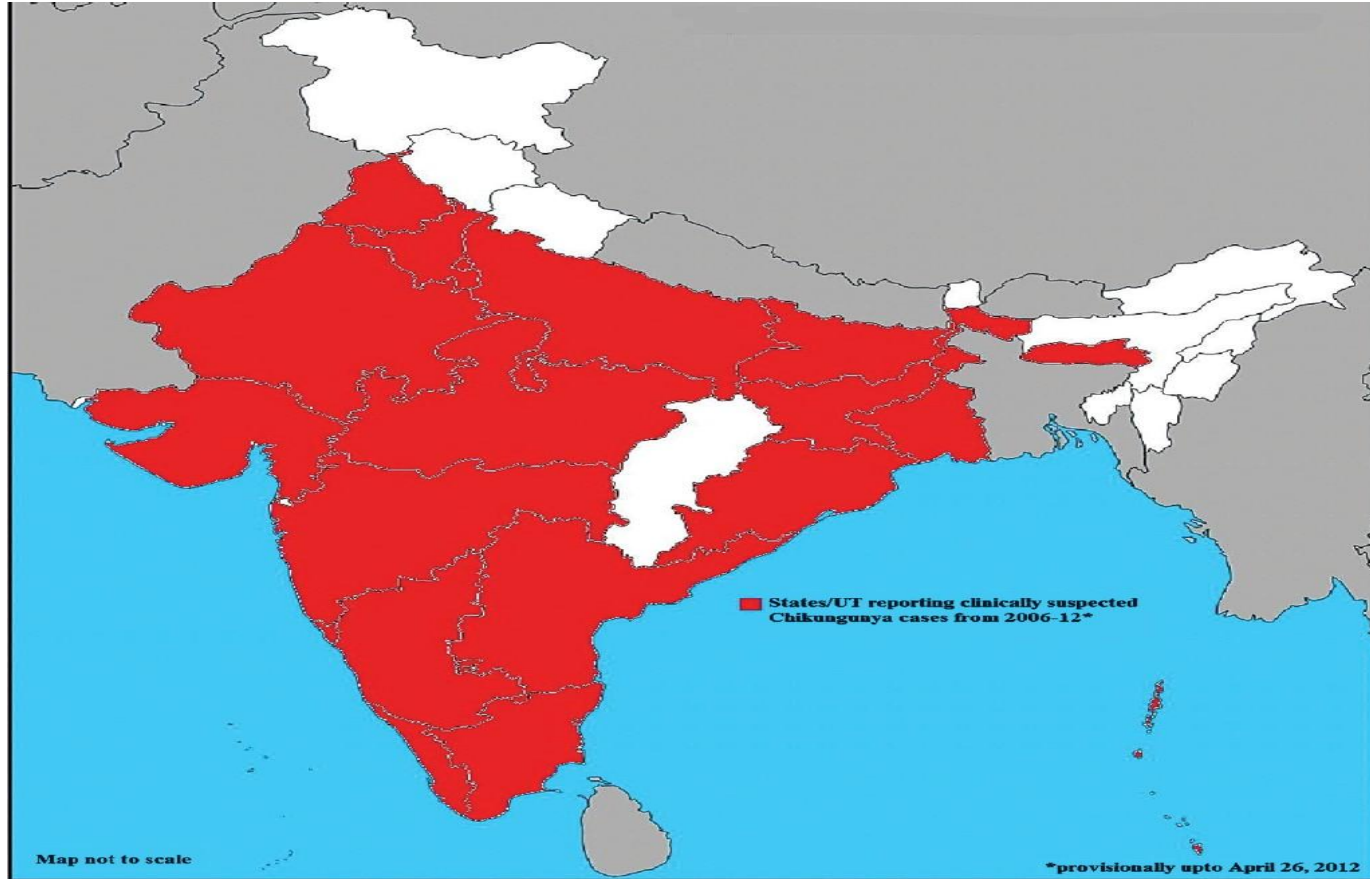 States/UT reporting clinically suspected
Chikungunya cases from 2006-12*
Map not to scale
*provisionally upto April 26, 2012